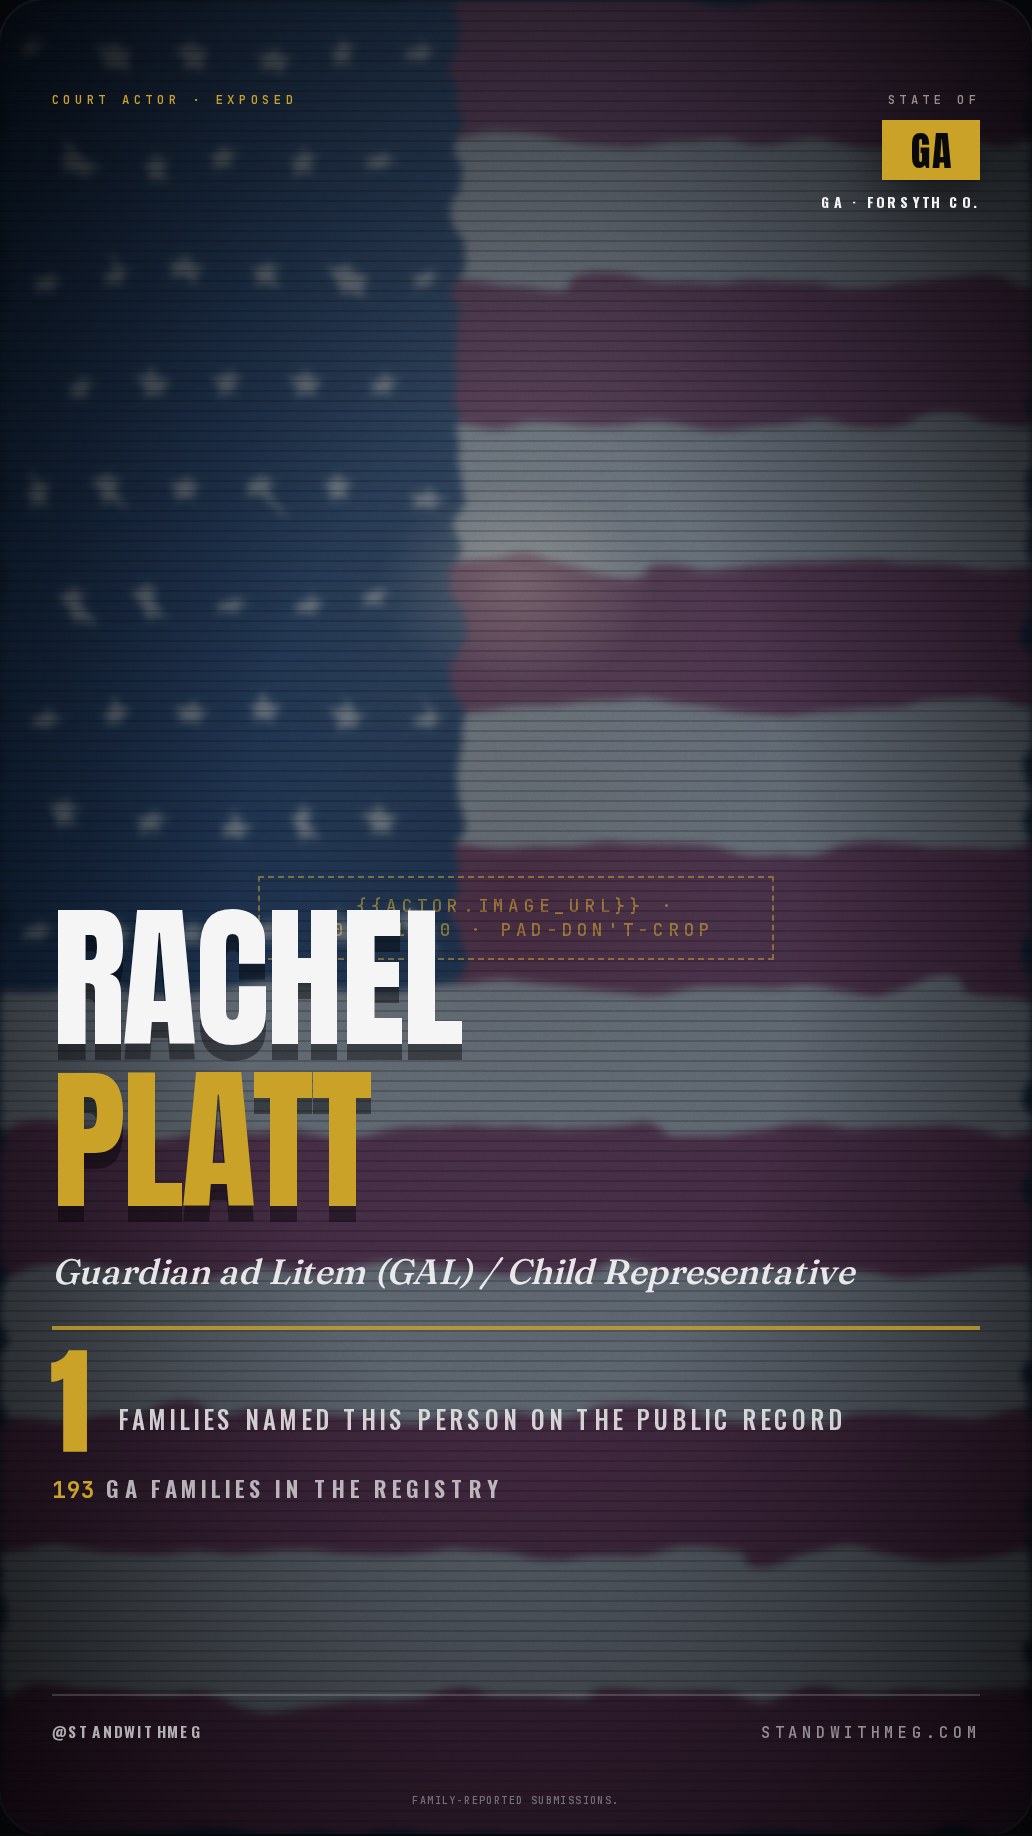 COURT ACTOR · EXPOSED
STATE OF
GA
GA · FORSYTH CO.
{{ACTOR.IMAGE_URL}} ·
0 · PAD-DON'T-CROP
RACHEL
PLATT
Guardian ad Litem (GAL) / Child Representative
1 FAMILIES NAMED THIS PERSON ON THE PUBLIC RECORD
193 GA FAMILIES IN THE REGISTRY
@STANDWITHMEG
STANDWITHMEG.COM
FAMILY-REPORTED SUBMISSIONS.